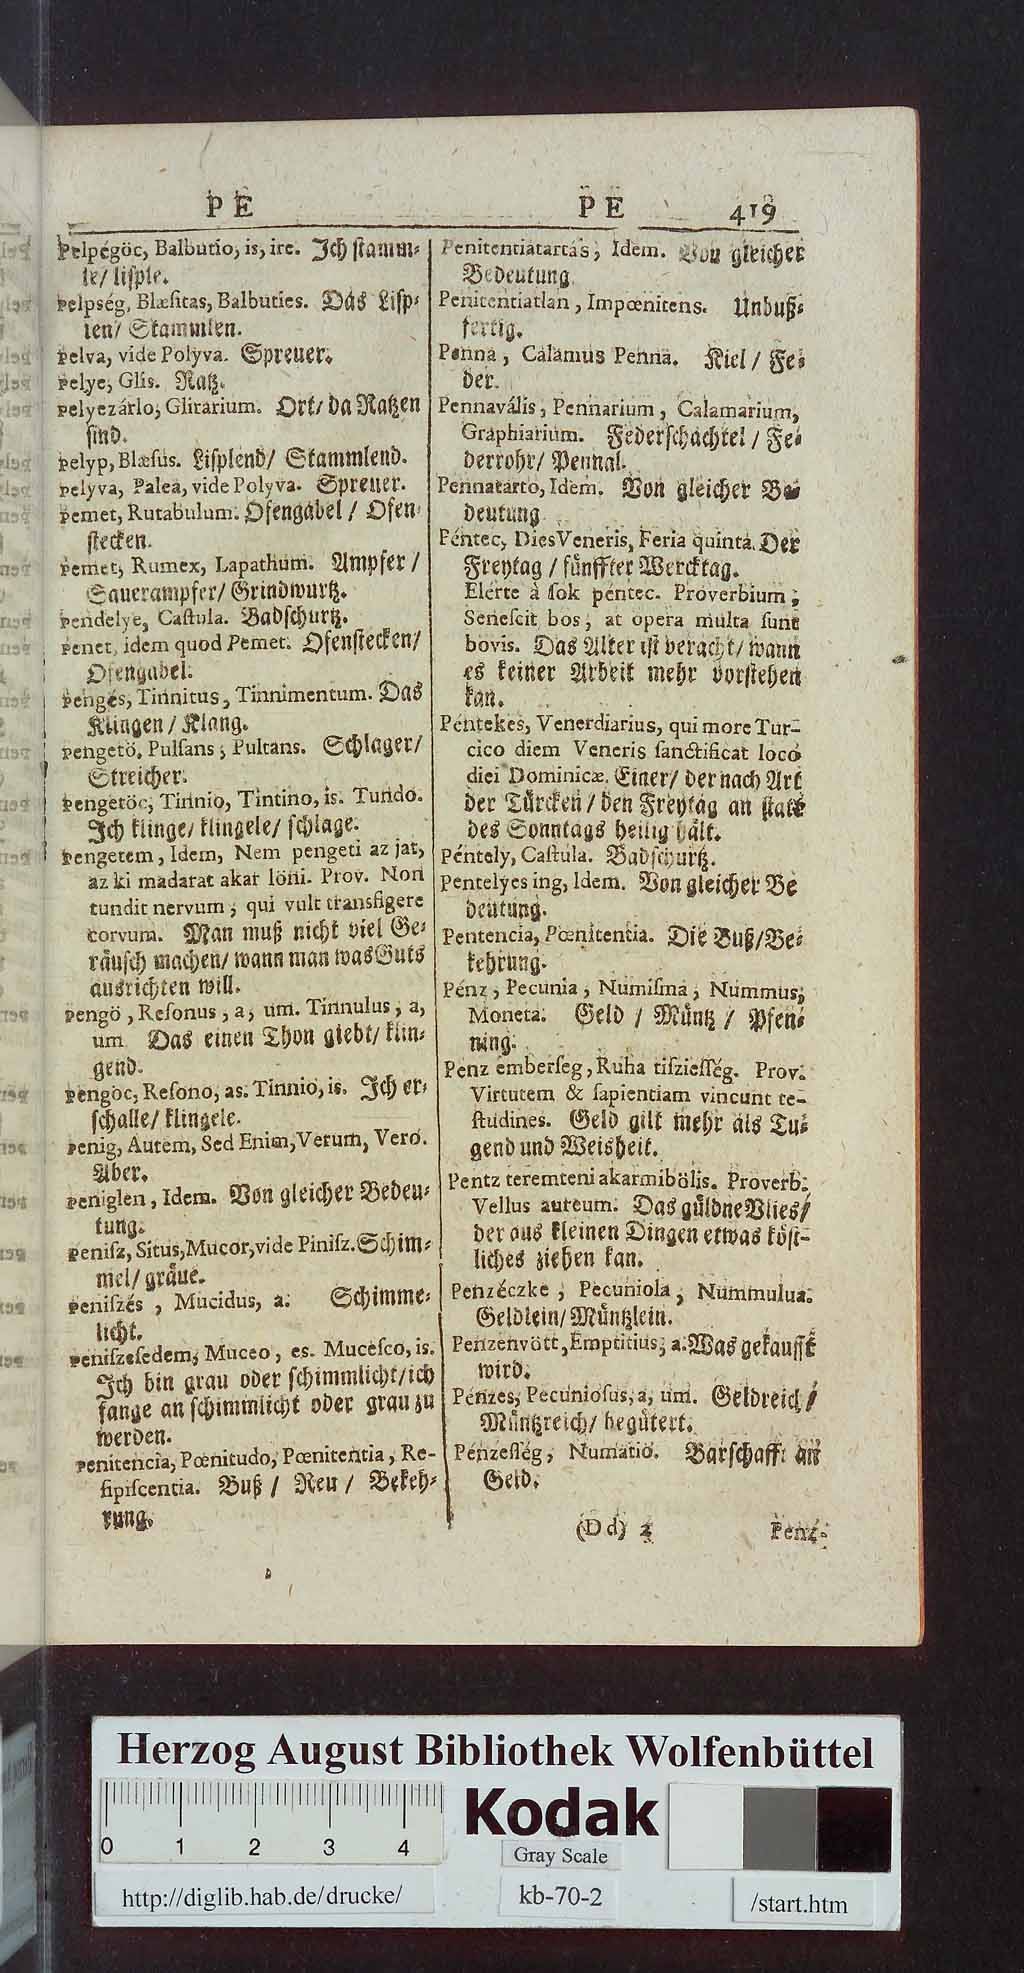 PE PE 419
Pelpégöc, Balbutio, is, ire. Ich stamm-
le/ lisple.
Pelpség, Blæſitas, Balbuties. Das Lisp-
len/ Stammlen.
Pelva, vide Polyva. Spreuer.
Pelye, Glis. Ratz.
Pelyezárlo, Glirarium. Ort/ da Ratzen
sind.
Pelyp, Blæſus. Lisplend/ Stammlend.
Pelyva, Palea, vide Polyva. Spreuer.
Pemet, Rutabulum. Ofengabel / Ofen-
stecken.
Pemet, Rumex, Lapathum. Ampfer /
Sauerampfer/ Grindwurtz.
Pendelye, Caſtula. Badschurtz.
Penet, idem quod Pemet. Ofenstecken/
Ofengabel.
Pengés, Tinnitus, Tinnimentum. Das
Klingen / Klang.
Pengetö, Pulſans, Pultans. Schlager/
Streicher.
Pengetöc, Tinnio, Tintino, is. Tundo.
Ich klinge/ klingele/ schlage.
Pengetem, Idem, Nem pengeti az jat,
az ki madarat akar löni. Prov. Non
tundit nervum, qui vult transfigere
corvum. Man muß nicht viel Ge-
räusch machen/ wann man was Guts
ausrichten will.
Pengö, Reſonus, a, um. Tinnulus, a,
um Das einen Thon giebt/ klin-
gend.
Pengöc, Reſono, as. Tinnio, is. Ich er-
schalle/ klingele.
Penig, Autem, Sed Enim, Verum, Vero.
Aber.
Peniglen, Idem. Von gleicher Bedeu-
tung.
Peniſz, Situs, Mucor, vide Piniſz. Schim-
mel/ gräue.
Peniſzés, Mucidus, a. Schimme-
licht.
Peniſzeſedem, Muceo, es. Muceſco, is.
Ich bin grau oder schimmlicht/ ich
fange an schimmlicht oder grau zu
werden.
Penitencia, Pœnitudo, Pœnitentia, Re-
ſipiſcentia. Buß / Reu / Bekeh-
rung.
Penitentiatartás, Idem. Von gleicher
Bedeutung
Penitentiatlan, Impœnitens. Unbuß-
fertig.
Penna, Calamus Penna. Kiel / Fe-
der.
Pennavális, Pennarium, Calamarium,
Graphiarium. Federschachtel / Fe-
derrohr/ Pennal.
Pennatarto, Idem. Von gleicher Be-
deutung
Péntec, Dies Veneris, Feria quinta. Der
Freytag / fünffter Wercktag.
Elérte à ſok péntec. Proverbium,
Seneſcit bos, at opera multa ſunt
bovis. Das Alter ist veracht/ wann
es keiner Arbeit mehr vorstehen
kan.
Péntekes, Venerdiarius, qui more Tur-
cico diem Veneris ſanctificat loco
diei Dominicæ. Einer/ der nach Art
der Türcken / den Freytag an statt
des Sonntags heilig hält.
Péntely, Caſtula. Badschurtz.
Pentelyes ing, Idem. Von gleicher Be
deutung.
Pentencia, Pœnitentia. Die Buß/ Be-
kehrung.
Pénz, Pecunia, Numiſma, Nummus,
Moneta. Geld / Müntz / Pfen-
ning.
Penz emberſeg, Ruha tiſzieſſég. Prov.
Virtutem & ſapientiam vincunt te-
ſtudines. Geld gilt mehr als Tu-
gend und Weisheit.
Pentz teremteni akarmibölis. Proverb.
Vellus aureum. Das güldne Vlies/
der aus kleinen Dingen etwas köst-
liches ziehen kan.
Penzéczke, Pecuniola, Nummulua.
Geldlein/ Müntzlein.
Penzenvött, Emptitius, a. Was gekaufft
wird.
Pénzes, Pecunioſus, a, um. Geldreich/
Müntzreich/ begütert.
Pénzeſſég, Numatio. Barschafft an
Geld.
(Dd) 2 Penz-
Herzog August Bibliothek Wolfenbüttel
0 1 2 3 4
Kodak
Gray Scale
http://diglib.hab.de/drucke/
kb-70-2
/start.htm